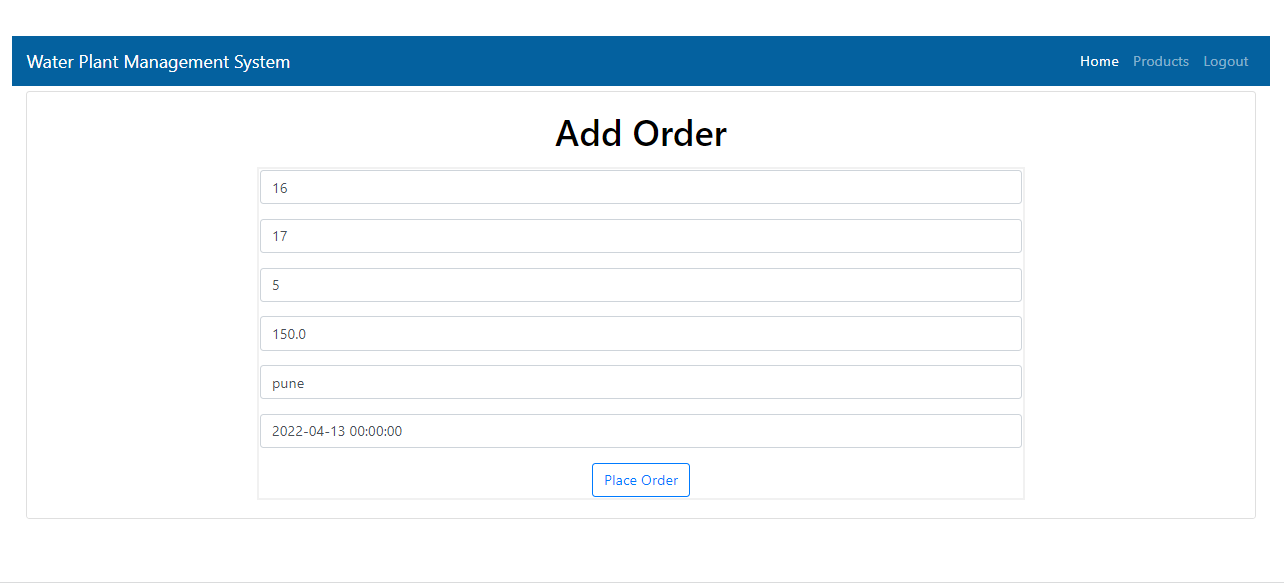 Water Plant Management System
Home Products Logout
Add Order
16
17
5
150.0
pune
2022-04-13 00:00:00
Place Order